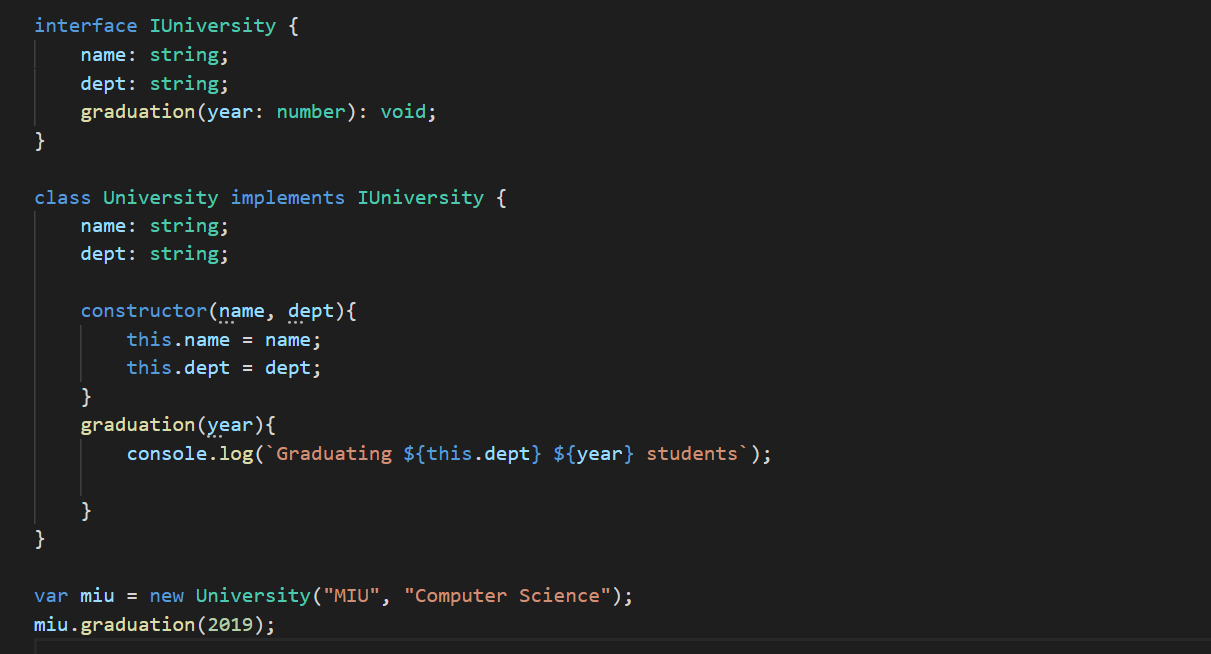 interface IUniversity {
    name: string;
    dept: string;
    graduation(year: number): void;
}
class University implements IUniversity {
    name: string;
    dept: string;
    constructor(name, dept){
        this.name = name;
        this.dept = dept;
    }
    graduation(year){
        console.log(`Graduating ${this.dept} ${year} students`);
    }
}
var miu = new University("MIU", "Computer Science");
miu.graduation(2019);